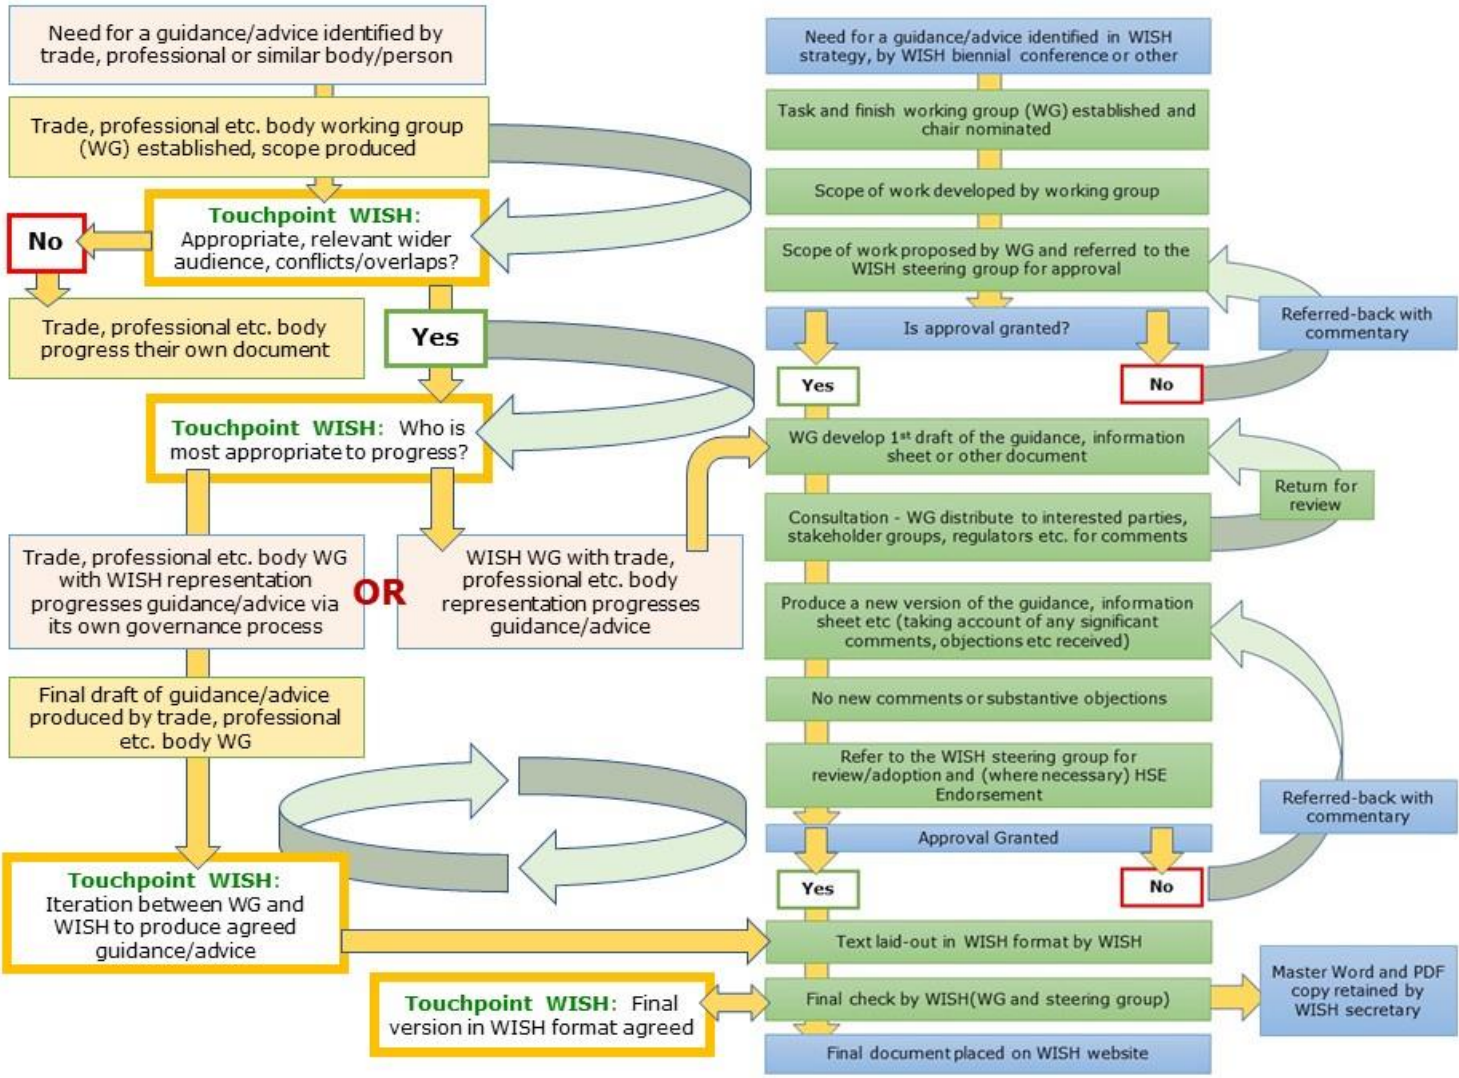 Need for a guidance/advice identified by
trade, professional or similar body/person
Trade, professional etc. body working group
(WG) established, scope produced
Touchpoint WISH:
Appropriate, relevant wider
audience, conflicts/overlaps?
No
Trade, professional etc. body
progress their own document
Yes
Touchpoint WISH: Who is
most appropriate to progress?
Trade, professional etc. body WG
with WISH representation
progresses guidance/advice via
its own governance process
OR
WISH WG with trade,
professional etc. body
representation progresses
guidance/advice
Final draft of guidance/advice
produced by trade, professional
etc. body WG
Touchpoint WISH:
Iteration between WG and
WISH to produce agreed
guidance/advice
Touchpoint WISH: Final
version in WISH format agreed
Need for a guidance/advice identified in WISH
strategy, by WISH biennial conference or other
Task and finish working group (WG) established and
chair nominated
Scope of work developed by working group
Scope of work proposed by WG and referred to the
WISH steering group for approval
Is approval granted?
Referred-back with
commentary
Yes
No
WG develop 1st draft of the guidance, information
sheet or other document
Return for
review
Consultation - WG distribute to interested parties,
stakeholder groups, regulators etc. for comments
Produce a new version of the guidance, information
sheet etc (taking account of any significant
comments, objections etc received)
No new comments or substantive objections
Refer to the WISH steering group for
review/adoption and (where necessary) HSE
Endorsement
Referred-back with
commentary
Approval Granted
Yes
No
Text laid-out in WISH format by WISH
Final check by WISH(WG and steering group)
Master Word and PDF
copy retained by
WISH secretary
Final document placed on WISH website